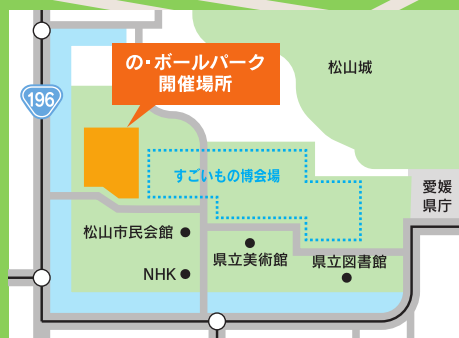 の・ボールパーク
開催場所
松山城
196
すごいもの博会場
愛媛
県庁
松山市民会館
県立美術館
県立図書館
NHK